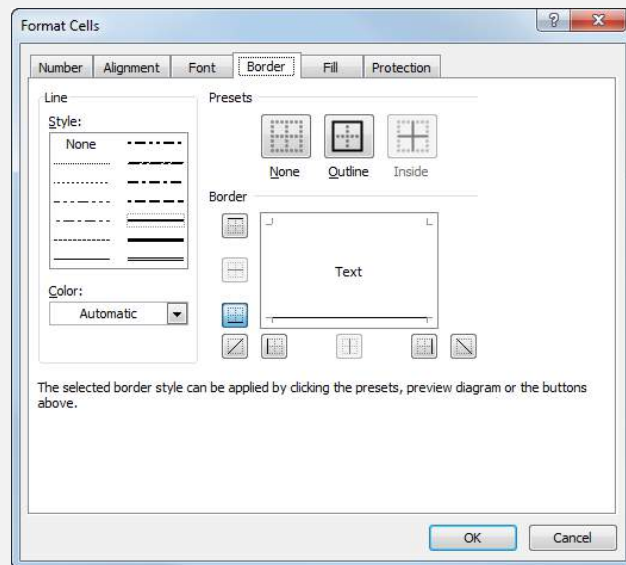 Format Cells
Number Alignment Font Border Fill Protection
Line
Presets
Style:
None
None Outline Inside
Border
Text
Color:
Automatic
The selected border style can be applied by clicking the presets, preview diagram or the buttons
above.
OK Cancel